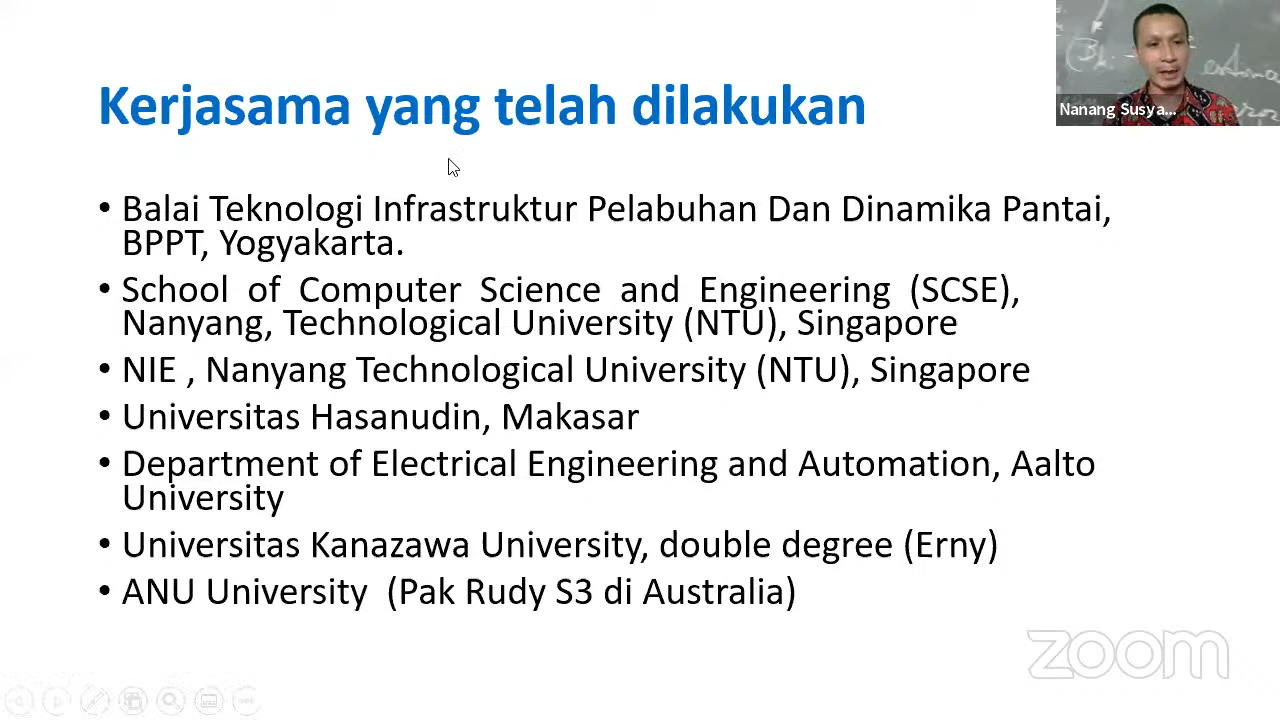 Kerjasama yang telah dilakukan
Nanang Susya...
• Balai Teknologi Infrastruktur Pelabuhan Dan Dinamika Pantai,
BPPT, Yogyakarta.
• School of Computer Science and Engineering (SCSE),
Nanyang, Technological University (NTU), Singapore
• NIE , Nanyang Technological University (NTU), Singapore
• Universitas Hasanudin, Makasar
• Department of Electrical Engineering and Automation, Aalto
University
• Universitas Kanazawa University, double degree (Erny)
• ANU University (Pak Rudy S3 di Australia)
zoom